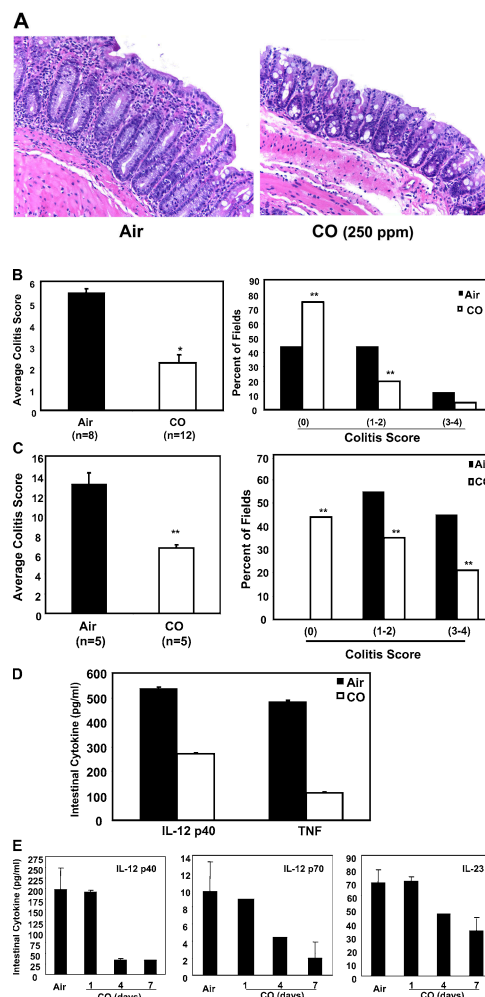 A
Air
CO (250 ppm)
B
Average Colitis Score
6
5
4
3
2
1
0
*
Air
(n=8)
CO
(n=12)
Percent of Fields
90
80
70
60
50
40
30
20
10
0
**
**
Air
CO
(0)
(1-2)
(3-4)
Colitis Score
C
Average Colitis Score
16
14
12
10
8
6
4
2
0
**
Air
(n=5)
CO
(n=5)
Percent of Fields
70
60
50
40
30
20
10
0
**
**
**
Ai
CO
(0)
(1-2)
(3-4)
Colitis Score
D
Intestinal Cytokine (pg/ml)
600
500
400
300
200
100
0
Air
CO
IL-12 p40
TNF
E
Intestinal Cytokine (pg/ml)
275
250
225
200
175
150
125
100
75
50
25
0
IL-12 p40
Air
1
4
7
CO (days)
14
12
10
8
6
4
2
0
IL-12 p70
Air
1
4
7
CO (days)
90
80
70
60
50
40
30
20
10
0
IL-23
Air
1
4
7
CO (days)